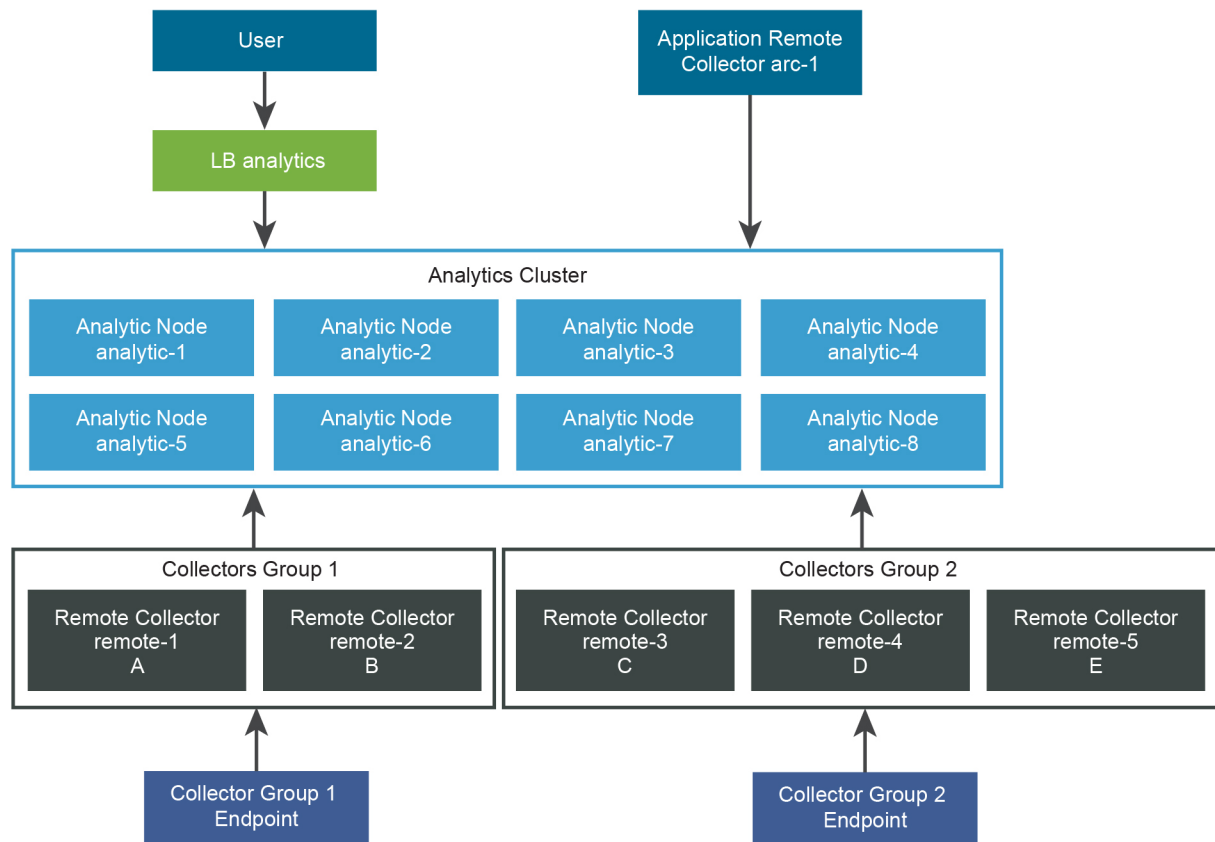 User
Application Remote
Collector arc-1
LB analytics
Analytics Cluster
Analytic Node
analytic-1
Analytic Node
analytic-2
Analytic Node
analytic-3
Analytic Node
analytic-4
Analytic Node
analytic-5
Analytic Node
analytic-6
Analytic Node
analytic-7
Analytic Node
analytic-8
Collectors Group 1
Remote Collector
remote-1
A
Remote Collector
remote-2
B
Collectors Group 2
Remote Collector
remote-3
C
Remote Collector
remote-4
D
Remote Collector
remote-5
E
Collector Group 1
Endpoint
Collector Group 2
Endpoint